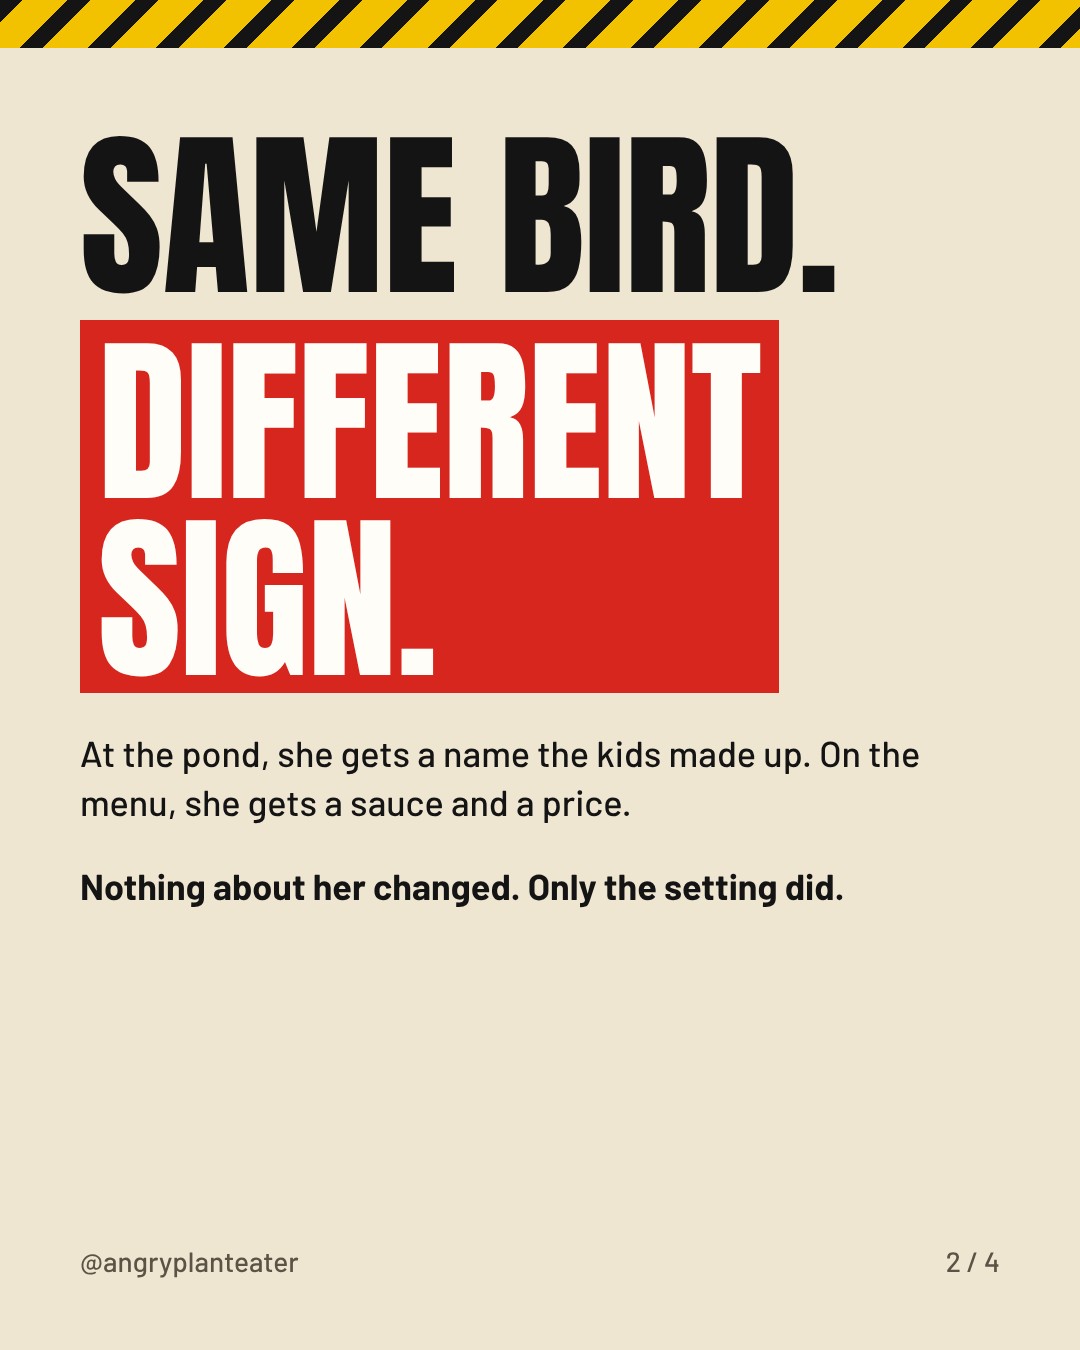 SAME BIRD.
DIFFERENT
SIGN.
At the pond, she gets a name the kids made up. On the
menu, she gets a sauce and a price.
Nothing about her changed. Only the setting did.
@angryplanteater
2 / 4